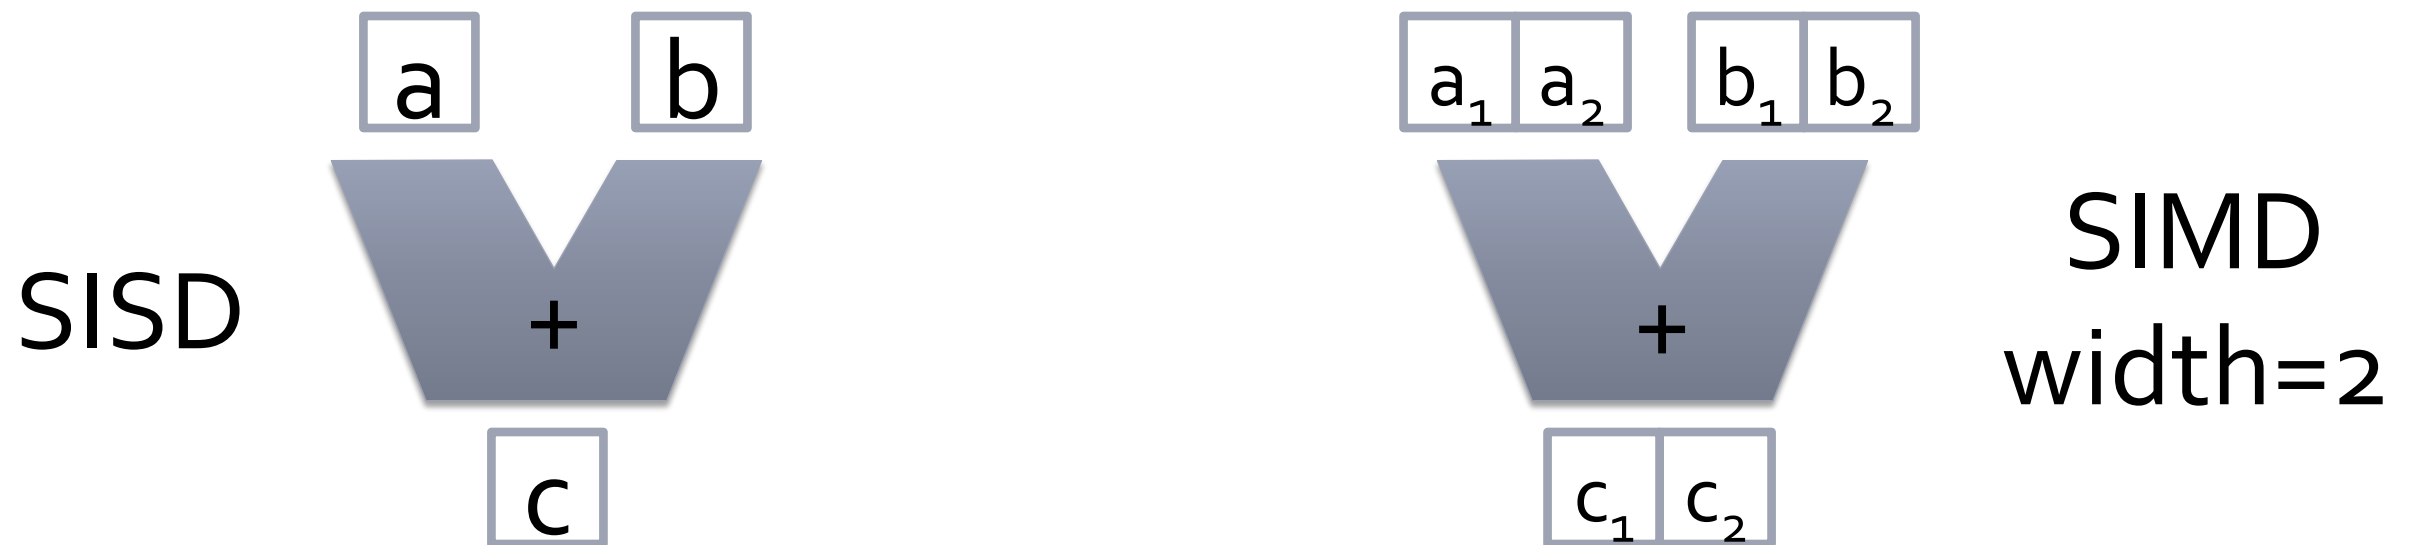 a b
SISD
+
c
a₁ a₂ b₁ b₂
+
SIMD
width=2
c₁ c₂